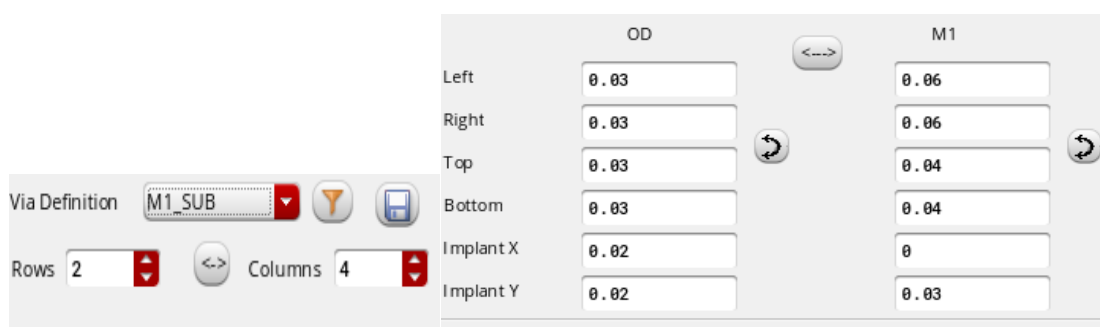 OD <---> M1
Left 0.03 0.06
Right 0.03 0.06
Top 0.03 0.04
Bottom 0.03 0.04
Implant X 0.02 0
Implant Y 0.02 0.03
Via Definition M1_SUB
Rows 2 <-> Columns 4